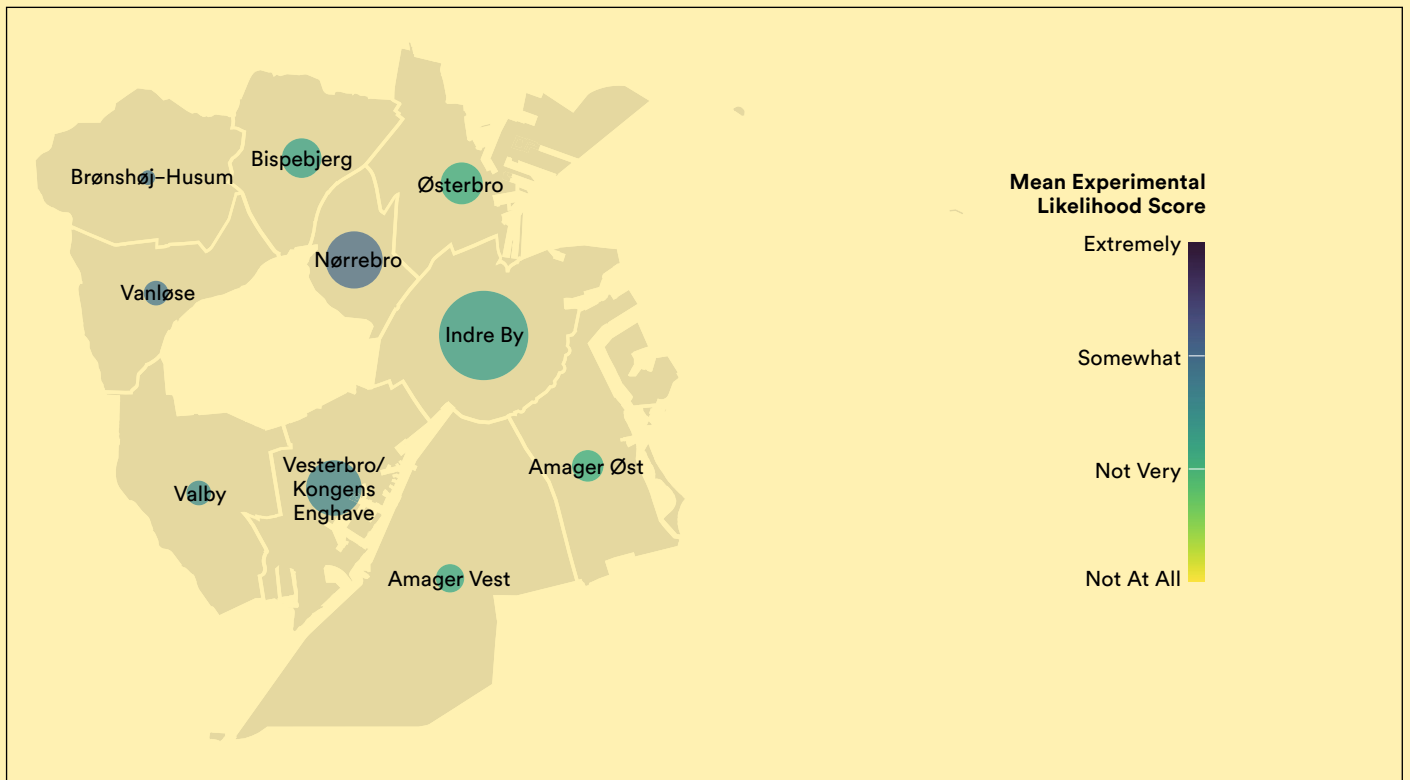 Bispebjerg
Brønshøj–Husum
Østerbro
Nørrebro
Vanløse
Indre By
Vesterbro/
Kongens
Enghave
Amager Øst
Valby
Amager Vest
Mean Experimental
Likelihood Score
Extremely
Somewhat
Not Very
Not At All